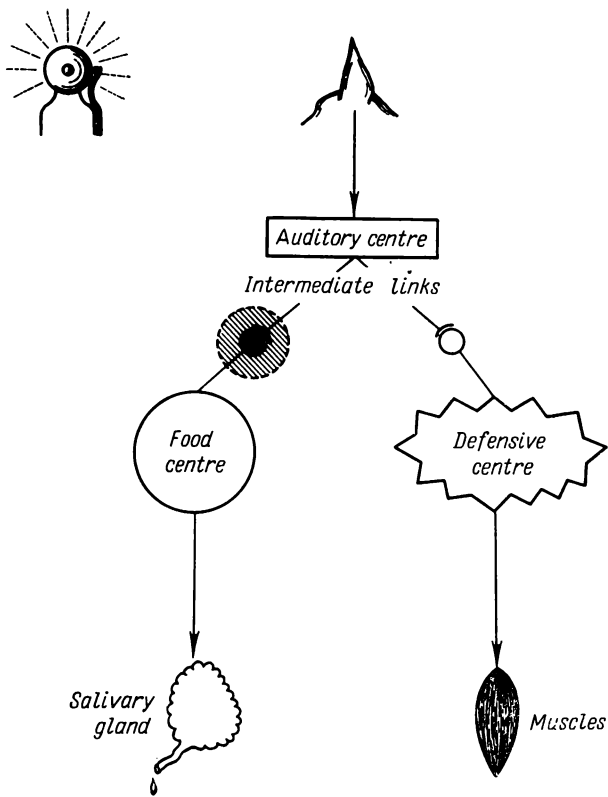 Auditory centre
Intermediate links
Food
centre
Defensive
centre
Salivary
gland
Muscles